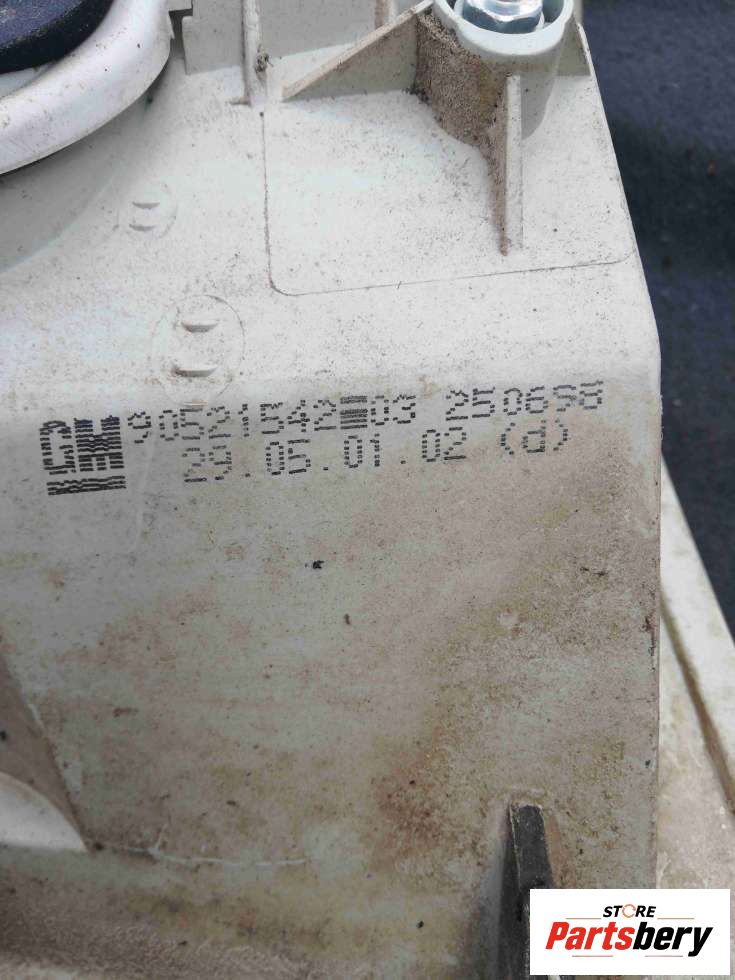 GM 90521542 03 250698
29.05.01.02 (d)
STORE
Partsbery